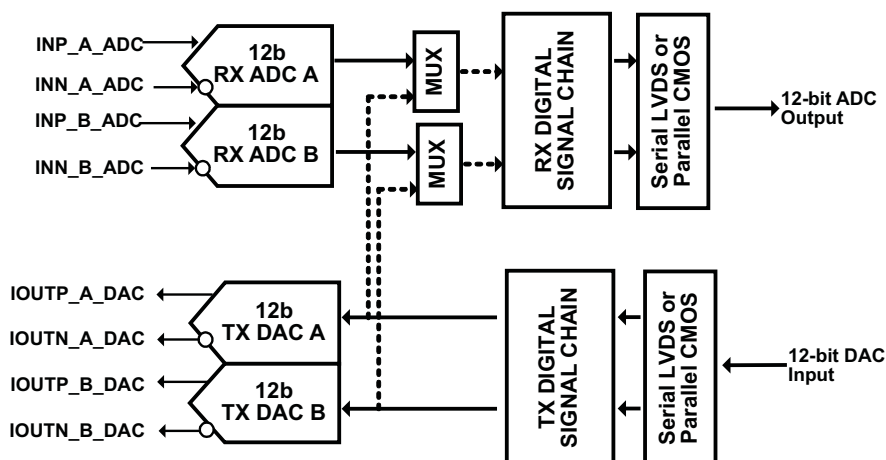 INP_A_ADC
INN_A_ADC
INP_B_ADC
INN_B_ADC
12b
RX ADC A
12b
RX ADC B
MUX
MUX
RX DIGITAL
SIGNAL CHAIN
Serial LVDS or
Parallel CMOS
12-bit ADC
Output
IOUTP_A_DAC
IOUTN_A_DAC
IOUTP_B_DAC
IOUTN_B_DAC
12b
TX DAC A
12b
TX DAC B
TX DIGITAL
SIGNAL CHAIN
Serial LVDS or
Parallel CMOS
12-bit DAC
Input